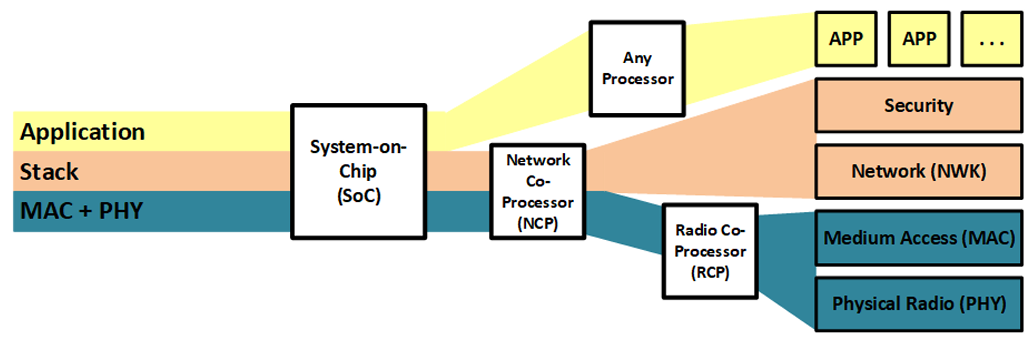 Application
Stack
MAC + PHY
System-on-
Chip
(SoC)
Network
Co-
Processor
(NCP)
Any
Processor
Radio Co-
Processor
(RCP)
APP
APP
...
Security
Network (NWK)
Medium Access (MAC)
Physical Radio (PHY)